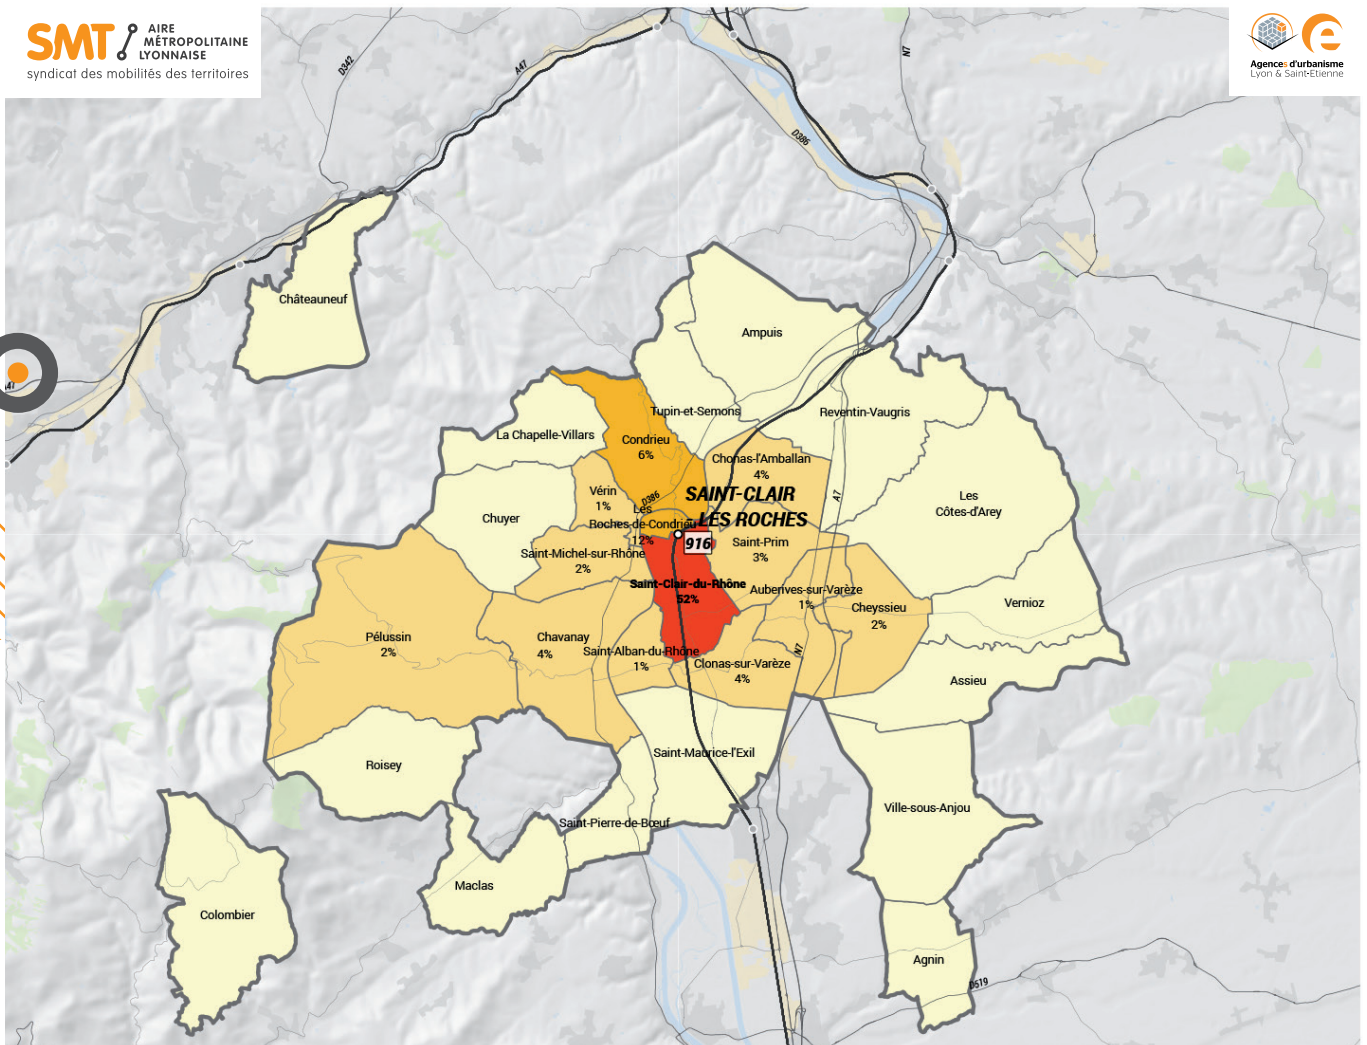 SMT AIRE
MÉTROPOLITAINE
LYONNAISE
syndicat des mobilités des territoires
Agences d'urbanisme
Lyon & Saint-Etienne
D342
A47
N7
D386
Châteauneuf
Ampuis
Tupin-et-Semons
Reventin-Vaugris
La Chapelle-Villars
Condrieu
6%
Chonas-l'Amballan
4%
Vérin
1%
D386
A7
SAINT-CLAIR
- LES ROCHES
916
Les
Roches-de-Condrieu
12%
Les
Côtes-d'Arey
Chuyer
Saint-Michel-sur-Rhône
2%
Saint-Prim
3%
Saint-Clair-du-Rhône
52%
Auberives-sur-Varèze
1%
Cheyssieu
2%
Vernioz
Pélussin
2%
Chavanay
4%
Saint-Alban-du-Rhône
1%
Clonas-sur-Varèze
4%
N7
Assieu
Roisey
Saint-Maurice-l'Exil
Saint-Pierre-de-Bœuf
Ville-sous-Anjou
Maclas
Colombier
Agnin
D519
A47